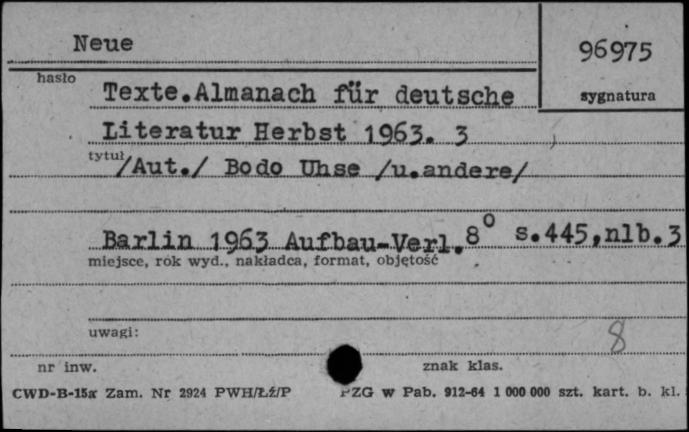 Neue
96975
hasło
sygnatura
Texte.Almanach für deutsche
Literatur Herbst 1963. 3
tytuł
/Aut./ Bodo Uhse /u.andere/
Barlin 1963 Aufbau-Verl. 8° s.445,nlb.3
miejsce, rok wyd., nakładca, format, objętość
uwagi:
8
nr inw.
znak klas.
CWD-B-15a Zam. Nr 2924 PWH/Łź/P PZG w Pab. 912-64 1 000 000 szt. kart. b. kl.